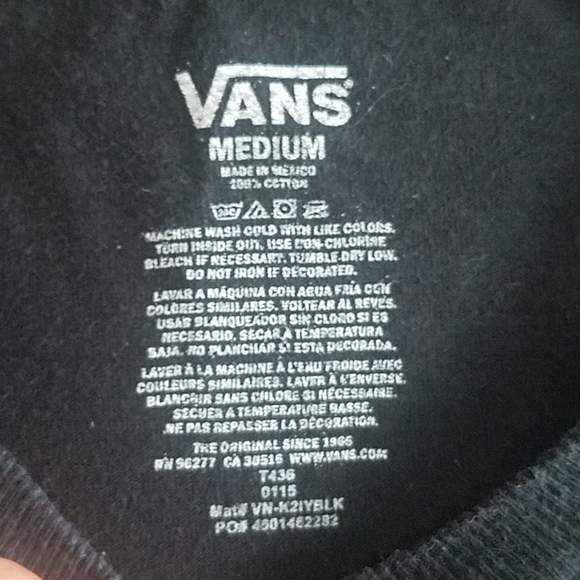 VANS
MEDIUM
MADE IN MEXICO
100% COTTON
MACHINE WASH COLD WITH LIKE COLORS.
TURN INSIDE OUT, USE NON-CHLORINE
BLEACH IF NECESSARY. TUMBLE DRY LOW.
DO NOT IRON IF DECORATED.
LAVAR A MÁQUINA CON AGUA FRÍA CON
COLORES SIMILARES. VOLTEAR AL REVÉS.
USAR BLANQUEADOR SIN CLORO SI ES
NECESSARIO. SECAR A TEMPERATURA
BAJA. NO PLANCHAR SI ESTÁ DECORADA.
LAVER À LA MACHINE À L'EAU FROIDE AVEC
COULEURS SIMILAIRES. LAVER À L'ENVERSE.
BLANCHIR SANS CHLORE SI NÉCESSAIRE.
SÉCHER A TEMPÉRATURE BASSE.
NE PAS REPASSER LA DÉCORATION.
THE ORIGINAL SINCE 1966
RN 96277 CA 30516 WWW.VANS.COM
T436
0115
Mat# VN-K2IYBLK
PO# 4501462282